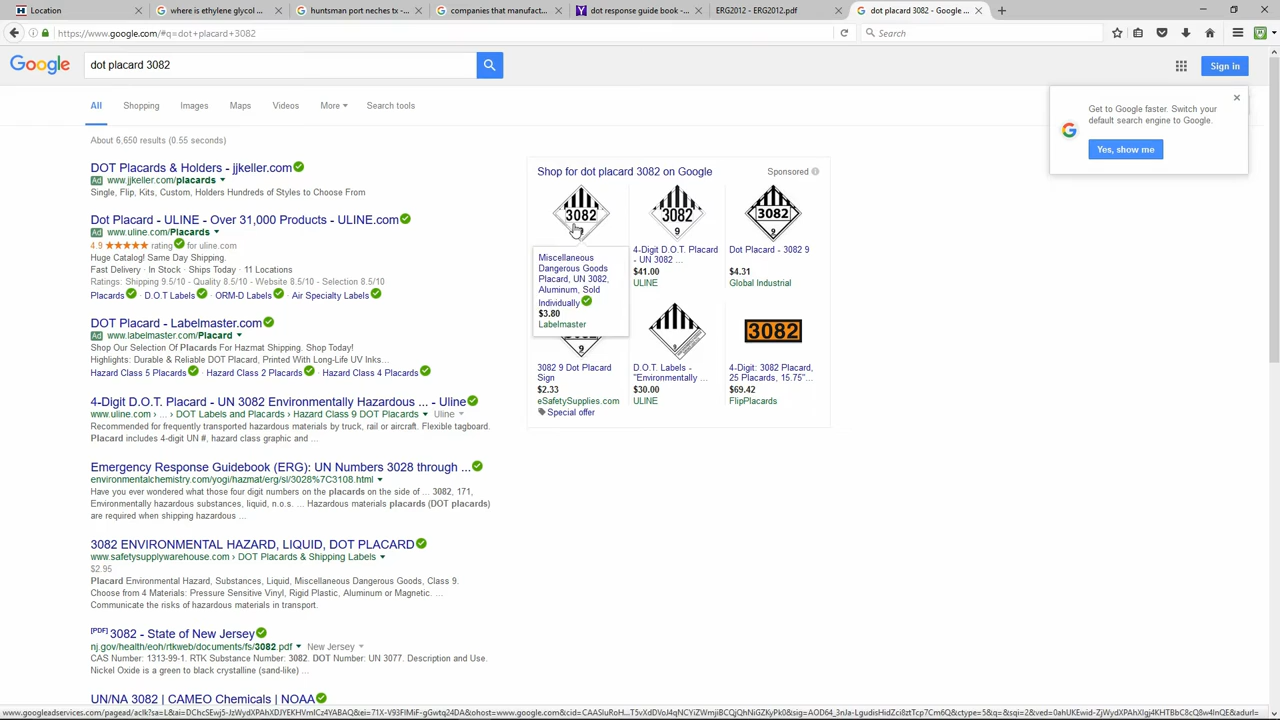 Location
where is ethylene glycol ...
huntsman port neches tx - ...
companies that manufact...
dot response guide book - ...
ERG2012 - ERG2012.pdf
dot placard 3082 - Google ...
https://www.google.com/#q=dot+placard+3082
Search
Google
dot placard 3082
Sign in
All
Shopping
Images
Maps
Videos
More
Search tools
Get to Google faster. Switch your
default search engine to Google.
Yes, show me
About 6,650 results (0.55 seconds)
DOT Placards & Holders - jjkeller.com
Ad www.jjkeller.com/placards
Single, Flip, Kits, Custom, Holders Hundreds of Styles to Choose From
Dot Placard - ULINE - Over 31,000 Products - ULINE.com
Ad www.uline.com/Placards
4.9 ★★★★★ rating for uline.com
Huge Catalog! Same Day Shipping.
Fast Delivery · In Stock · Ships Today · 11 Locations
Ratings: Shipping 9.5/10 - Quality 8.5/10 - Website 8.5/10 - Selection 8.5/10
Placards · D.O.T Labels · ORM-D Labels · Air Specialty Labels
DOT Placard - Labelmaster.com
Ad www.labelmaster.com/Placard
Shop Our Selection Of Placards For Hazmat Shipping. Shop Today!
Highlights: Durable & Reliable DOT Placard, Printed With Long-Life UV Inks...
Hazard Class 5 Placards · Hazard Class 2 Placards · Hazard Class 4 Placards
4-Digit D.O.T. Placard - UN 3082 Environmentally Hazardous ... - Uline
www.uline.com › ... › DOT Labels and Placards › Hazard Class 9 DOT Placards Uline
Recommended for frequently transported hazardous materials by truck, rail or aircraft. Flexible tagboard.
Placard includes 4-digit UN #, hazard class graphic and ...
Emergency Response Guidebook (ERG): UN Numbers 3028 through ...
environmentalchemistry.com/yogi/hazmat/erg/sl/3028%7C3108.html
Have you ever wondered what those four digit numbers on the placards on the side of ... 3082, 171,
Environmentally hazardous substances, liquid, n.o.s. ... Hazardous materials placards (DOT placards)
are required when shipping hazardous ...
3082 ENVIRONMENTAL HAZARD, LIQUID, DOT PLACARD
www.safetysupplywarehouse.com › DOT Placards & Shipping Labels
$2.95
Placard Environmental Hazard, Substances, Liquid, Miscellaneous Dangerous Goods, Class 9.
Choose from 4 Materials: Pressure Sensitive Vinyl, Rigid Plastic, Aluminum or Magnetic. ...
Communicate the risks of hazardous materials in transport.
[PDF] 3082 - State of New Jersey
nj.gov/health/eoh/rtkweb/documents/fs/3082.pdf New Jersey
CAS Number: 1313-99-1. RTK Substance Number: 3082. DOT Number: UN 3077. Description and Use.
Nickel Oxide is a green to black crystalline (sand-like) ...
UN/NA 3082 | CAMEO Chemicals | NOAA
Shop for dot placard 3082 on Google
Sponsored
3082
3082
9
3082
9
Miscellaneous
Dangerous Goods
Placard, UN 3082,
Aluminum, Sold
Individually
$3.80
Labelmaster
4-Digit D.O.T. Placard
- UN 3082 ...
$41.00
ULINE
Dot Placard - 3082 9
$4.31
Global Industrial
9
3082
3082 9 Dot Placard
Sign
$2.33
eSafetySupplies.com
Special offer
D.O.T. Labels -
"Environmentally ...
$30.00
ULINE
4-Digit: 3082 Placard,
25 Placards, 15.75"...
$69.42
FlipPlacards